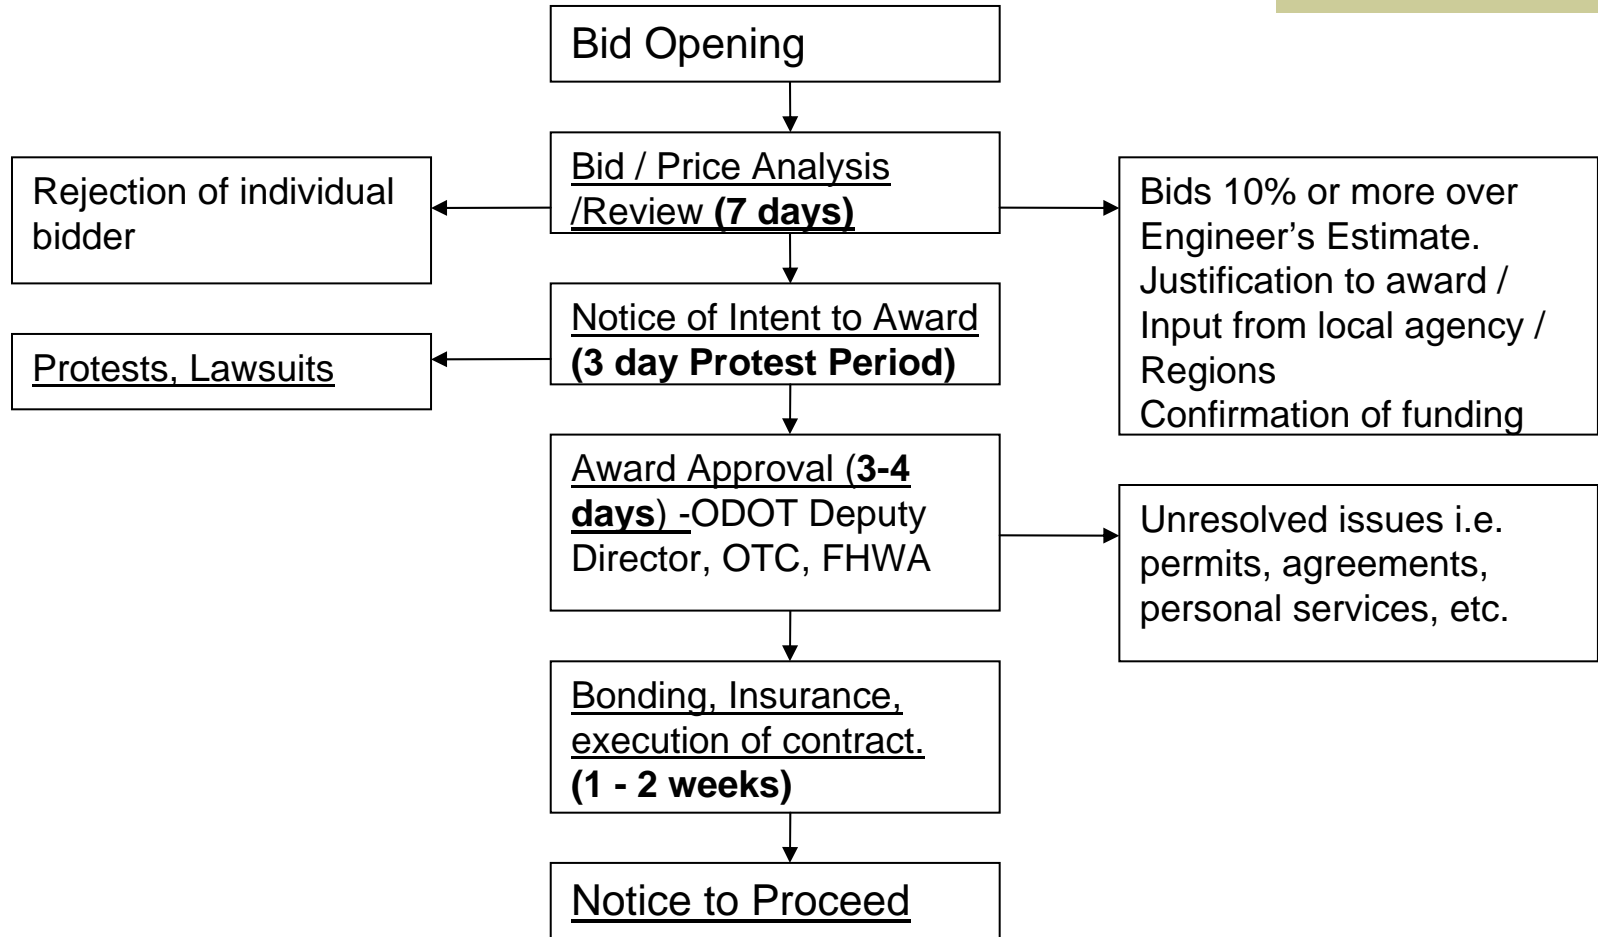 Bid Opening
Bid / Price Analysis
/Review (7 days)
Rejection of individual
bidder
Bids 10% or more over
Engineer’s Estimate.
Justification to award /
Input from local agency /
Regions
Confirmation of funding
Notice of Intent to Award
(3 day Protest Period)
Protests, Lawsuits
Award Approval (3-4
days) -ODOT Deputy
Director, OTC, FHWA
Unresolved issues i.e.
permits, agreements,
personal services, etc.
Bonding, Insurance,
execution of contract.
(1 - 2 weeks)
Notice to Proceed